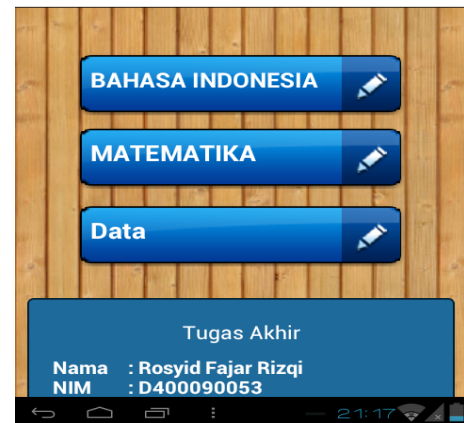 BAHASA INDONESIA
MATEMATIKA
Data
Tugas Akhir
Nama : Rosyid Fajar Rizqi
NIM : D400090053
21:17